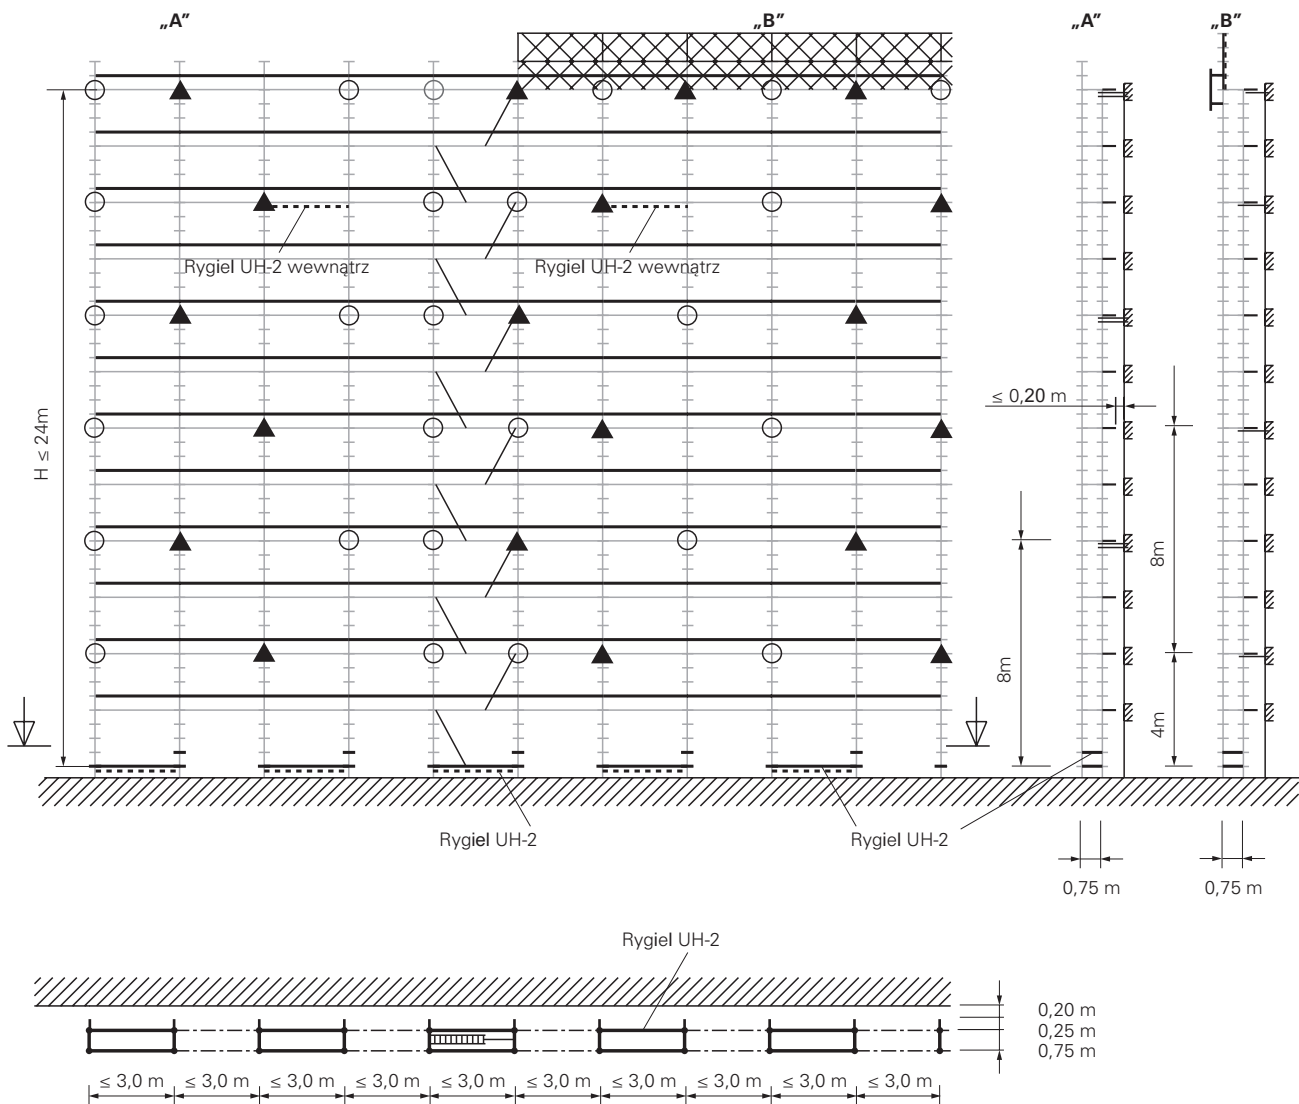 „A”
„B”
„A”
„B”
Rygiel UH-2 wewnątrz
Rygiel UH-2 wewnątrz
≤ 0,20 m
H ≤ 24m
8m
8m
4m
Rygiel UH-2
Rygiel UH-2
0,75 m
0,75 m
Rygiel UH-2
0,20 m
0,25 m
0,75 m
≤ 3,0 m
≤ 3,0 m
≤ 3,0 m
≤ 3,0 m
≤ 3,0 m
≤ 3,0 m
≤ 3,0 m
≤ 3,0 m
≤ 3,0 m
≤ 3,0 m